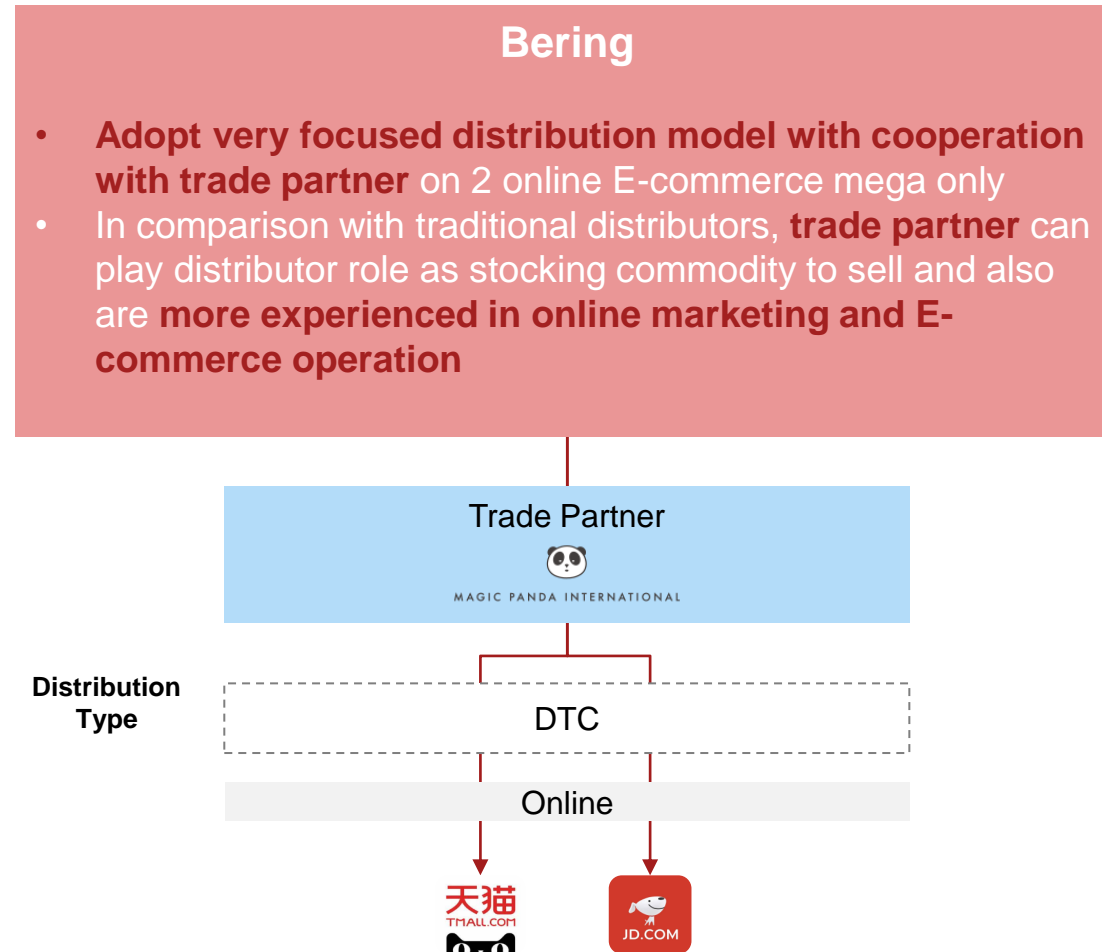 Bering
• Adopt very focused distribution model with cooperation
with trade partner on 2 online E-commerce mega only
• In comparison with traditional distributors, trade partner can
play distributor role as stocking commodity to sell and also
are more experienced in online marketing and E-
commerce operation
Trade Partner
MAGIC PANDA INTERNATIONAL
Distribution
Type
DTC
Online
天猫
TMALL.COM
JD.COM